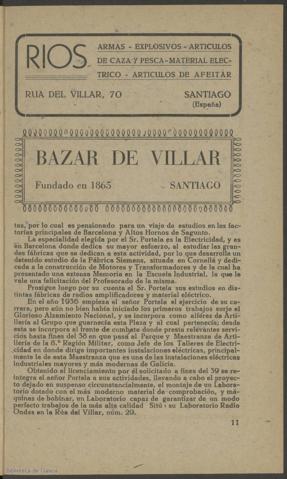 RIOS
ARMAS - EXPLOSIVOS - ARTICULOS
DE CAZA Y PESCA-MATERIAL ELEC-
TRICO - ARTICULOS DE AFEITAR
RUA DEL VILLAR, 70 SANTIAGO
(España)
BAZAR DE VILLAR
Fundado en 1865 SANTIAGO
tas, por lo cual es pensionado para un viaje de estudios en las fac-
torías principales de Barcelona y Altos Hornos de Sagunto.
La especialidad elegida por el Sr. Portela es la Electricidad, y es
en Barcelona donde dedica su mayor esfuerzo, al estudiar las gran-
des fábricas que se dedican a esta actividad, por lo que desarrolla un
detenido estudio de la Fábrica Siemens, situada en Cornellá y dedi-
cada a la construcción de Motores y Transformadores y de la cual ha
presentado una extensa Memoria en la Escuela Industrial, la que le
vale una felicitación del Profesorado de la misma.
Prosigue luego por su cuenta el Sr. Portela sus estudios en dis-
tintas fábricas de radios amplificadores y material eléctrico.
En el año 1936 empieza el señor Portela el ejercicio de su ca-
rrera, pero aún no bien había iniciado los primeros trabajos surje el
Glorioso Alzamiento Nacional, y se incorpora como alférez de Arti-
llería al Grupo que guarnecía esta Plaza y al cual pertenecía; desde
esta se incorpora al frente de combate donde presta relevantes servi-
cios hasta fines del 38 en que pasó al Parque y Maestranza de Arti-
llería de la 8.ª Región Militar, como Jefe de los Talleres de Electri-
cidad en donde dirige importantes instalaciones eléctricas, principal-
mente la de esta Maestranza que es una de las instalaciones eléctricas
industriales mayores y más modernas de Galicia.
Obtenido el licenciamiento por él solicitado a fines del 39 se re-
integra el señor Portela a sus actividades, llevando a cabo el proyec-
to dejado en suspenso circunstancialmente, el montaje de un Labora-
torio dotado con el más moderno material de comprobación, y má-
quinas de bobinar, un Laboratorio capaz de garantizar de un modo
perfecto trabajos de la más alta calidad Sitó su Laboratorio Radio
Ondes en la Rúa del Villar, núm. 29.
11